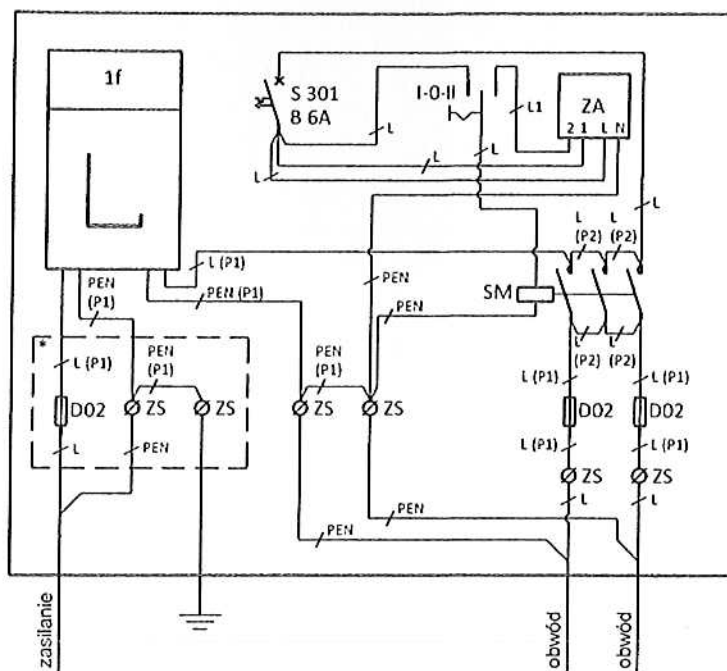 1f
S 301
B 6A
I-0-II
L1
ZA
2 1 L N
L
L
L
L
L
L
(P2)
L
(P2)
L (P1)
PEN
PEN
(P1)
PEN (P1)
PEN
SM
*
L (P1)
PEN
(P1)
PEN
(P1)
L
(P2)
L
(P2)
L (P1)
L (P1)
D02
ZS
ZS
ZS
ZS
D02
D02
L
PEN
L (P1)
L (P1)
ZS
ZS
L
L
PEN
PEN
zasilanie
obwód
obwód